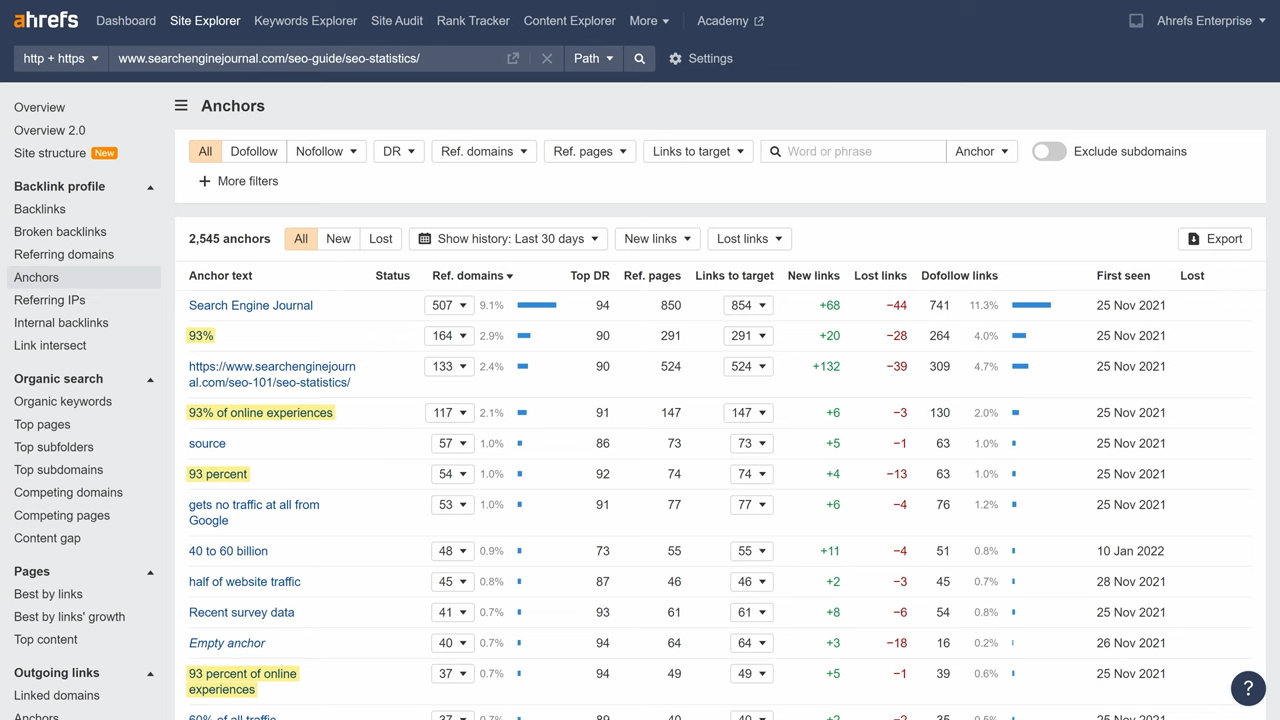 ahrefs Dashboard Site Explorer Keywords Explorer Site Audit Rank Tracker Content Explorer More Academy Ahrefs Enterprise
http + https www.searchenginejournal.com/seo-guide/seo-statistics/ Path Settings
Overview
Overview 2.0
Site structure New
Backlink profile
Backlinks
Broken backlinks
Referring domains
Anchors
Referring IPs
Internal backlinks
Link intersect
Organic search
Organic keywords
Top pages
Top subfolders
Top subdomains
Competing domains
Competing pages
Content gap
Pages
Best by links
Best by links' growth
Top content
Outgoing links
Linked domains
Anchors
Anchors
All Dofollow Nofollow DR Ref. domains Ref. pages Links to target Word or phrase Anchor Exclude subdomains
+ More filters
2,545 anchors All New Lost Show history: Last 30 days New links Lost links Export
Anchor text Status Ref. domains Top DR Ref. pages Links to target New links Lost links Dofollow links First seen Lost
Search Engine Journal 507 9.1% 94 850 854 +68 −44 741 11.3% 25 Nov 2021
93% 164 2.9% 90 291 291 +20 −28 264 4.0% 25 Nov 2021
https://www.searchenginejourn 133 2.4% 90 524 524 +132 −39 309 4.7% 25 Nov 2021
al.com/seo-101/seo-statistics/
93% of online experiences 117 2.1% 91 147 147 +6 −3 130 2.0% 25 Nov 2021
source 57 1.0% 86 73 73 +5 −1 63 1.0% 25 Nov 2021
93 percent 54 1.0% 92 74 74 +4 −13 63 1.0% 25 Nov 2021
gets no traffic at all from 53 1.0% 91 77 77 +6 −4 76 1.2% 25 Nov 2021
Google
40 to 60 billion 48 0.9% 73 55 55 +11 −4 51 0.8% 10 Jan 2022
half of website traffic 45 0.8% 87 46 46 +2 −3 45 0.7% 28 Nov 2021
Recent survey data 41 0.7% 93 61 61 +8 −6 54 0.8% 25 Nov 2021
Empty anchor 40 0.7% 94 64 64 +3 −18 16 0.2% 26 Nov 2021
93 percent of online 37 0.7% 94 49 49 +5 −1 39 0.6% 25 Nov 2021
experiences
60% of all traffic 37 0.7% 89 40 40 +2 −2 35 0.5% 25 Nov 2021
?